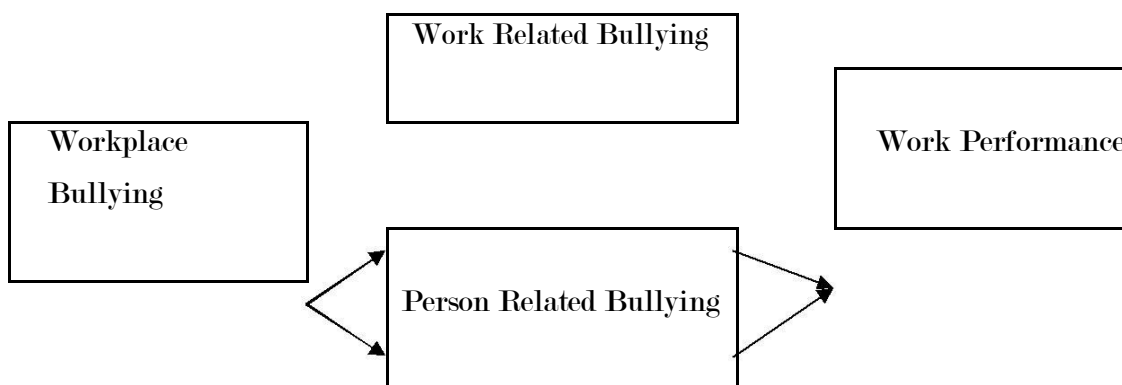 Work Related Bullying
Workplace
Bullying
Work Performance
Person Related Bullying